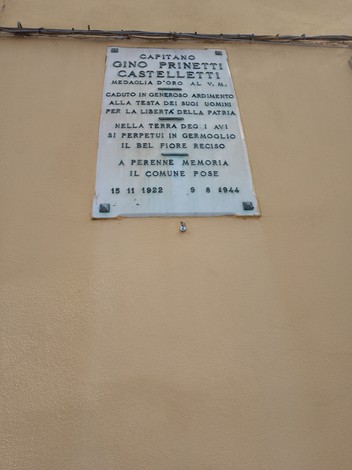 CAPITANO
GINO PRINETTI
CASTELLETTI
MEDAGLIA D'ORO AL V. M.
CADUTO IN GENEROSO ARDIMENTO
ALLA TESTA DEI SUOI UOMINI
PER LA LIBERTÀ DELLA PATRIA
NELLA TERRA DEG I AVI
SI PERPETUI IN GERMOGLIO
IL BEL FIORE RECISO
A PERENNE MEMORIA
IL COMUNE POSE
15 11 1922 9 8 1944